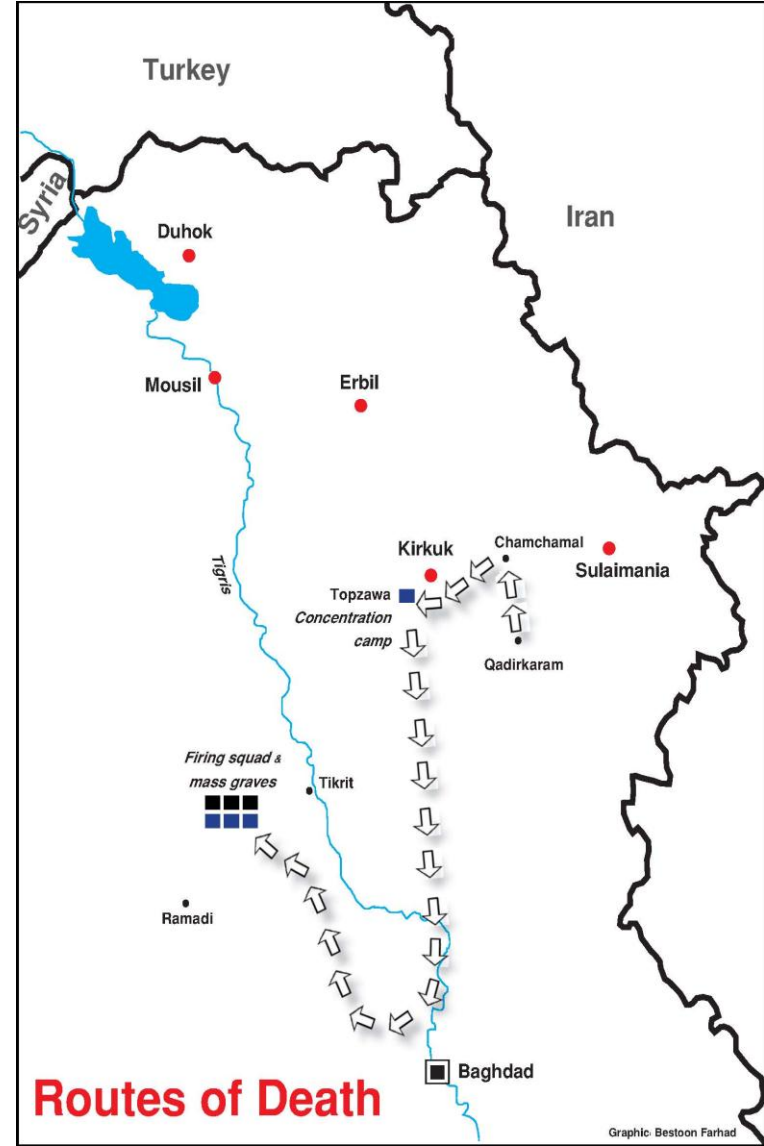 Turkey
Syria
Iran
Duhok
Mousil
Erbil
Chamchamal
Kirkuk
Sulaimania
Tigris
Topzawa
Concentration
camp
Qadirkaram
Firing squad &
mass graves
Tikrit
Ramadi
Baghdad
Routes of Death
Graphic- Bestoon Farhad